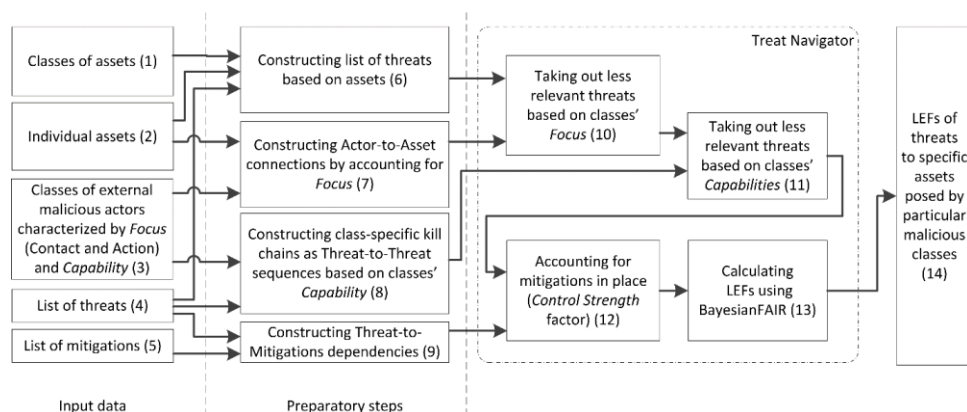 Classes of assets (1)
Individual assets (2)
Classes of external
malicious actors
characterized by Focus
(Contact and Action)
and Capability (3)
List of threats (4)
List of mitigations (5)
Input data
Constructing list of threats
based on assets (6)
Constructing Actor-to-Asset
connections by accounting for
Focus (7)
Constructing class-specific kill
chains as Threat-to-Threat
sequences based on classes’
Capability (8)
Constructing Threat-to-
Mitigations dependencies (9)
Preparatory steps
Treat Navigator
Taking out less
relevant threats
based on classes’
Focus (10)
Taking out less
relevant threats
based on classes’
Capabilities (11)
Accounting for
mitigations in place
(Control Strength
factor) (12)
Calculating
LEFs using
BayesianFAIR (13)
LEFs of
threats
to specific
assets
posed by
particular
malicious
classes
(14)